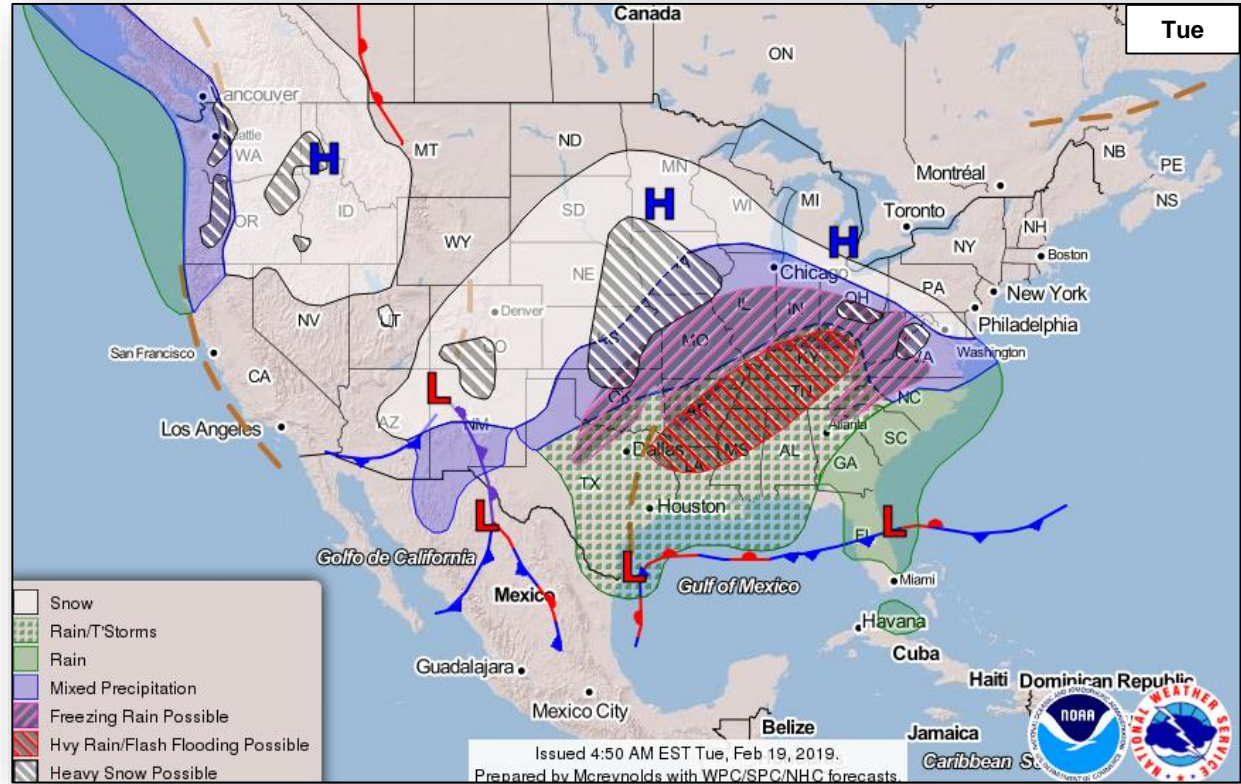 Canada
Tue
ON
ancouver
eattle
WA
MT
ND
MN
Montréal
NB
PE
NS
H
OR
ID
SD
H
WI
MI
Toronto
NH
NY
Boston
WY
H
NE
IA
Chicago
PA
New York
Philadelphia
NV
UT
Denver
CO
IL
IN
OH
San Francisco
KS
MO
KY
VA
Washington
CA
L
OK
TN
NC
Los Angeles
AZ
NM
AR
Atlanta
SC
Dallas
MS
AL
GA
LA
TX
Houston
L
L
FL
Golfo de California
L
Gulf of Mexico
Miami
Mexico
Havana
Cuba
Guadalajara
Haiti
Dominican Republic
Mexico City
Belize
Jamaica
Caribbean S
Snow
Rain/T'Storms
Rain
Mixed Precipitation
Freezing Rain Possible
Hvy Rain/Flash Flooding Possible
Heavy Snow Possible
Issued 4:50 AM EST Tue, Feb 19, 2019.
Prepared by Mcreynolds with WPC/SPC/NHC forecasts.
NOAA
NATIONAL WEATHER SERVICE